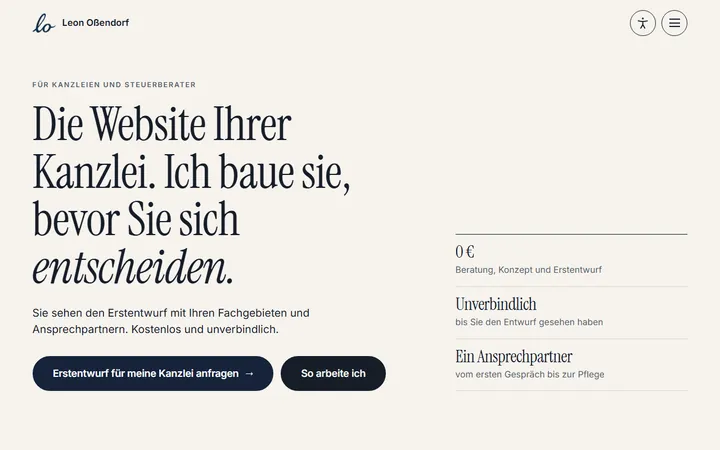 lo Leon Oßendorf
FÜR KANZLEIEN UND STEUERBERATER
Die Website Ihrer
Kanzlei. Ich baue sie,
bevor Sie sich
entscheiden.
Sie sehen den Erstentwurf mit Ihren Fachgebieten und
Ansprechpartnern. Kostenlos und unverbindlich.
Erstentwurf für meine Kanzlei anfragen →
So arbeite ich
0 €
Beratung, Konzept und Erstentwurf
Unverbindlich
bis Sie den Entwurf gesehen haben
Ein Ansprechpartner
vom ersten Gespräch bis zur Pflege